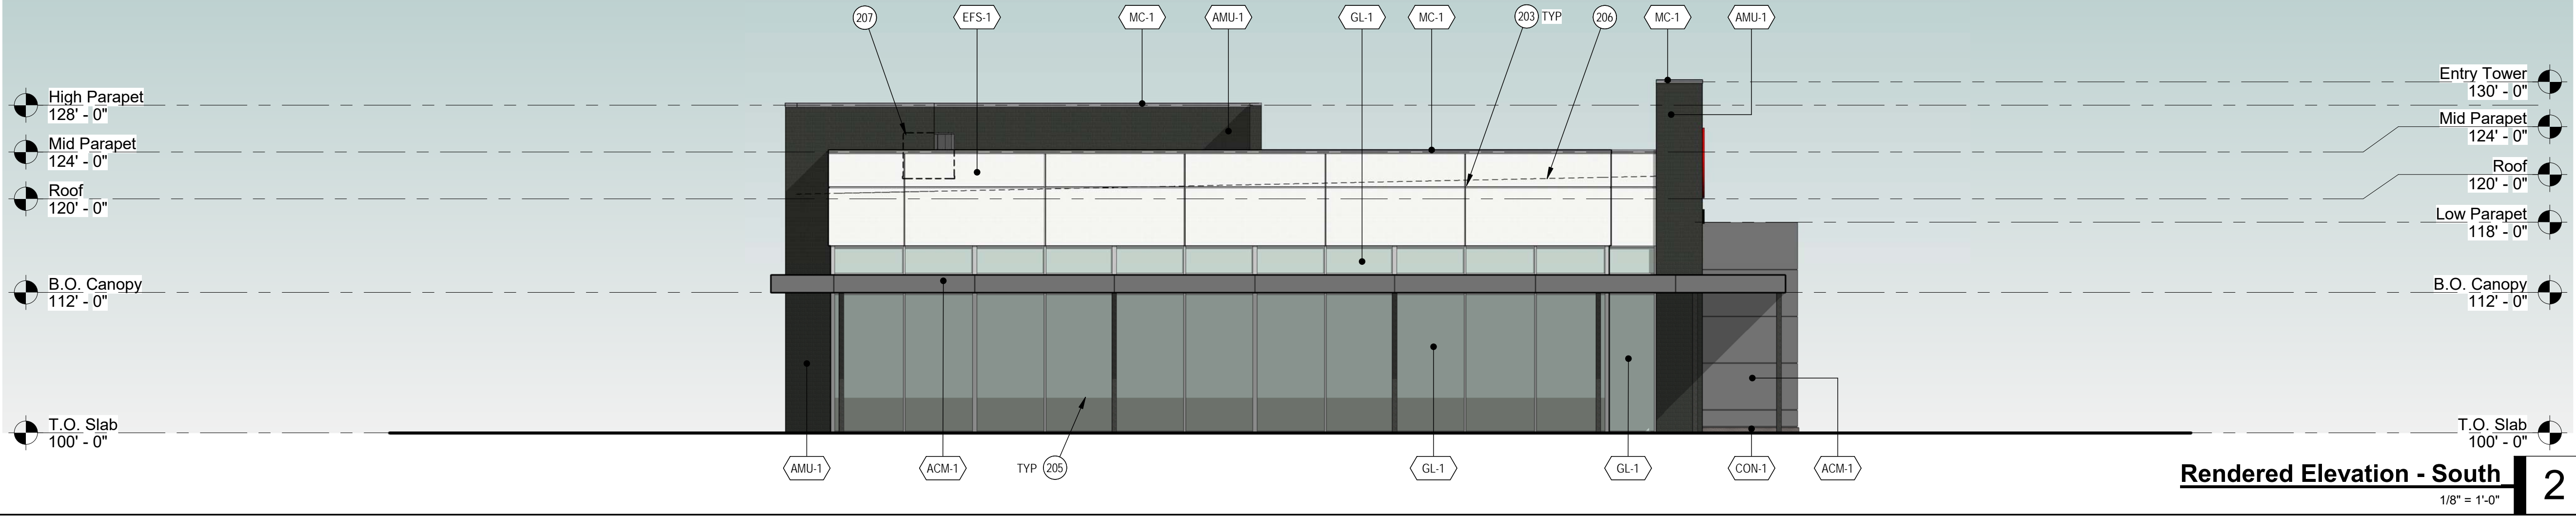 207
EFS-1
MC-1
AMU-1
GL-1
MC-1
203 TYP
206
MC-1
AMU-1
High Parapet
128' - 0"
Mid Parapet
124' - 0"
Roof
120' - 0"
B.O. Canopy
112' - 0"
T.O. Slab
100' - 0"
Entry Tower
130' - 0"
Mid Parapet
124' - 0"
Roof
120' - 0"
Low Parapet
118' - 0"
B.O. Canopy
112' - 0"
T.O. Slab
100' - 0"
AMU-1
ACM-1
TYP 205
GL-1
GL-1
CON-1
ACM-1
Rendered Elevation - South
1/8" = 1'-0"
2